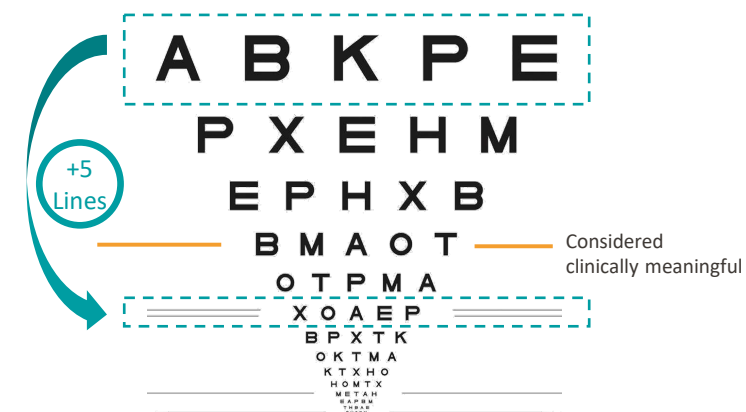 A B K P E
P X E H M
+5
Lines
E P H X B
B M A O T
Considered
clinically meaningful
O T P M A
X O A E P
B P X T K
O K T M A
K T X H O
H O M T X
M E T A H